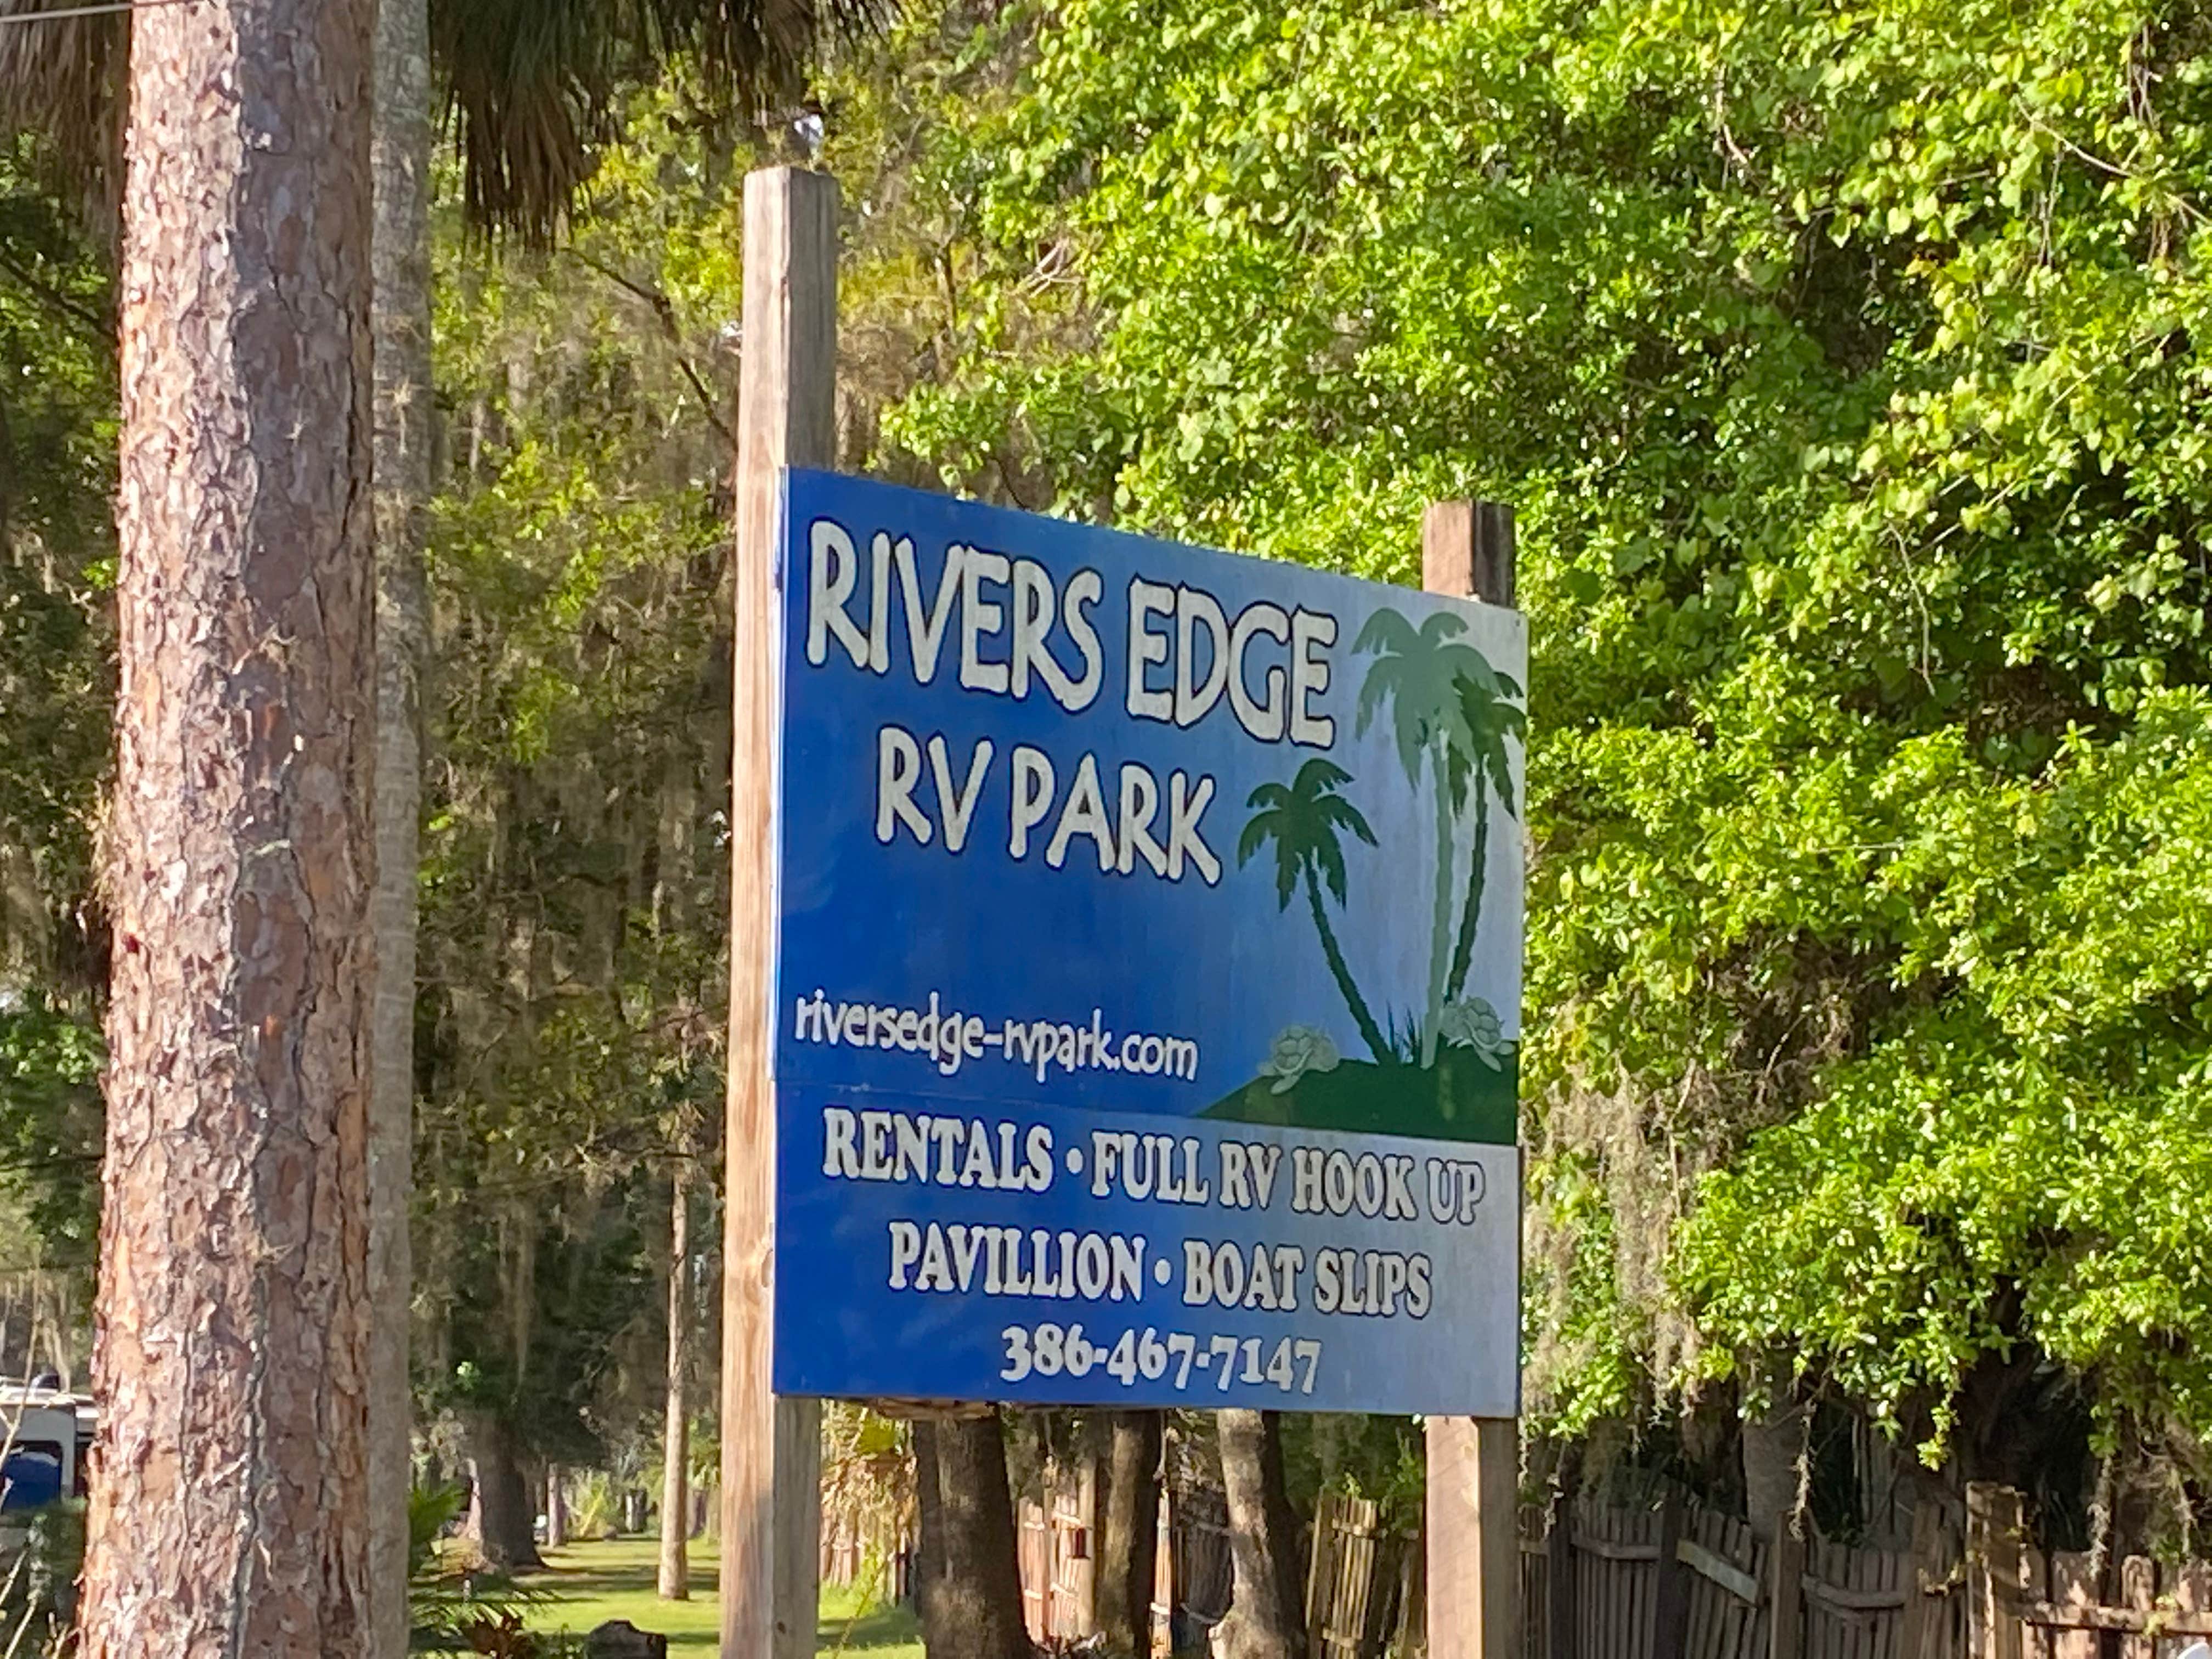 RIVERS EDGE
RV PARK
riversedge-rvpark.com
RENTALS • FULL RV HOOK UP
PAVILLION • BOAT SLIPS
386-467-7147